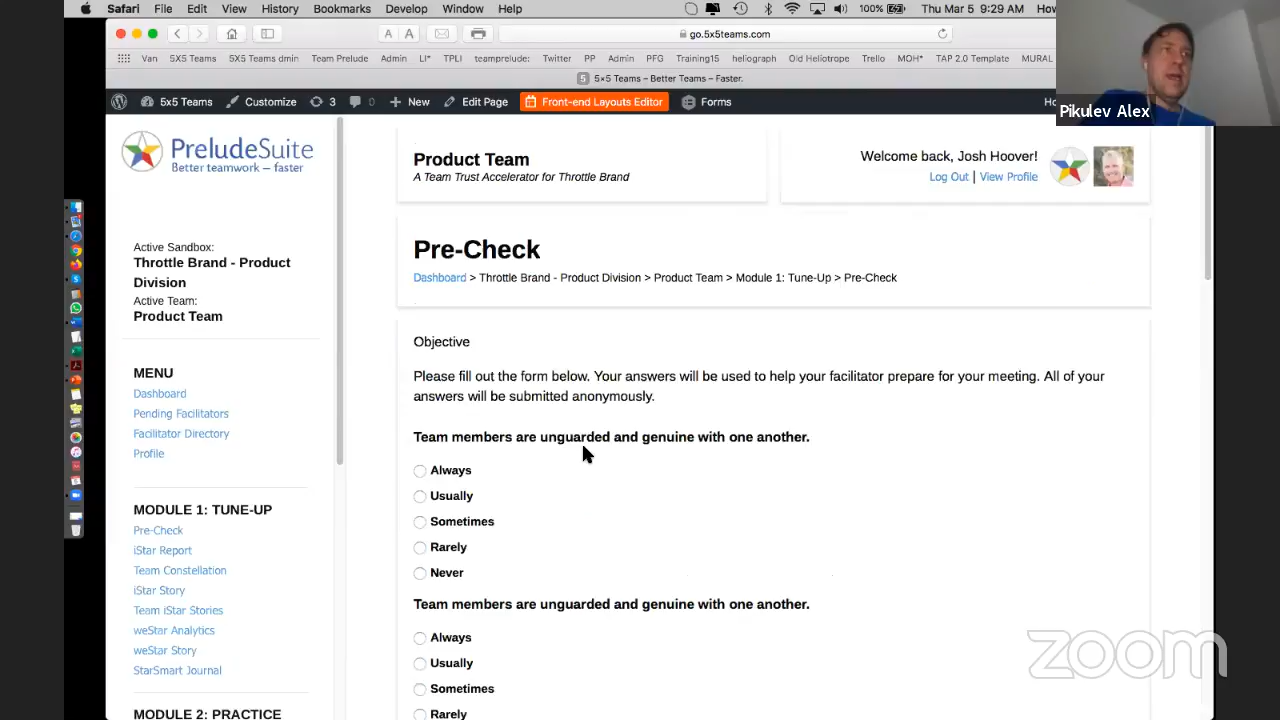 Safari File Edit View History Bookmarks Develop Window Help 100% Thu Mar 5 9:29 AM How
go.5x5teams.com
Van 5X5 Teams 5X5 Teams dmin Team Prelude Admin LI* TPLI teamprelude: Twitter PP Admin PFG Training15 heliograph Old Heliotrope Trello MOH* TAP 2.0 Template MURAL
5 5×5 Teams – Better Teams – Faster.
5×5 Teams Customize 3 0 New Edit Page Front-end Layouts Editor Forms Ho
Pikulev Alex
PreludeSuite
Better teamwork – faster
Product Team
A Team Trust Accelerator for Throttle Brand
Welcome back, Josh Hoover!
Log Out | View Profile
Active Sandbox:
Throttle Brand - Product
Division
Active Team:
Product Team
MENU
Dashboard
Pending Facilitators
Facilitator Directory
Profile
MODULE 1: TUNE-UP
Pre-Check
iStar Report
Team Constellation
iStar Story
Team iStar Stories
weStar Analytics
weStar Story
StarSmart Journal
MODULE 2: PRACTICE
Pre-Check
Dashboard > Throttle Brand - Product Division > Product Team > Module 1: Tune-Up > Pre-Check
Objective
Please fill out the form below. Your answers will be used to help your facilitator prepare for your meeting. All of your
answers will be submitted anonymously.
Team members are unguarded and genuine with one another.
Always
Usually
Sometimes
Rarely
Never
Team members are unguarded and genuine with one another.
Always
Usually
Sometimes
Rarely
zoom